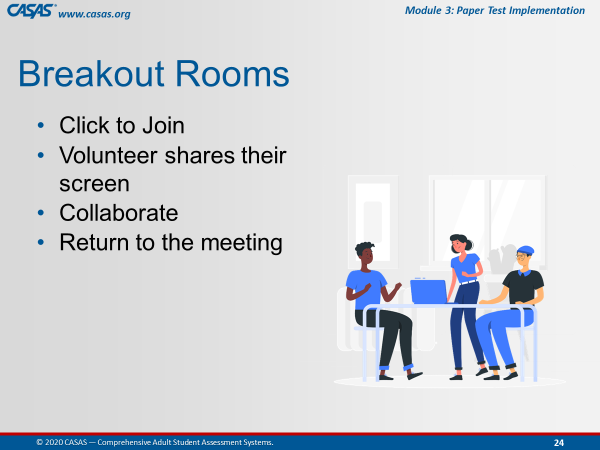 CASAS® www.casas.org
Module 3: Paper Test Implementation
Breakout Rooms
• Click to Join
• Volunteer shares their
screen
• Collaborate
• Return to the meeting
© 2020 CASAS — Comprehensive Adult Student Assessment Systems.
24